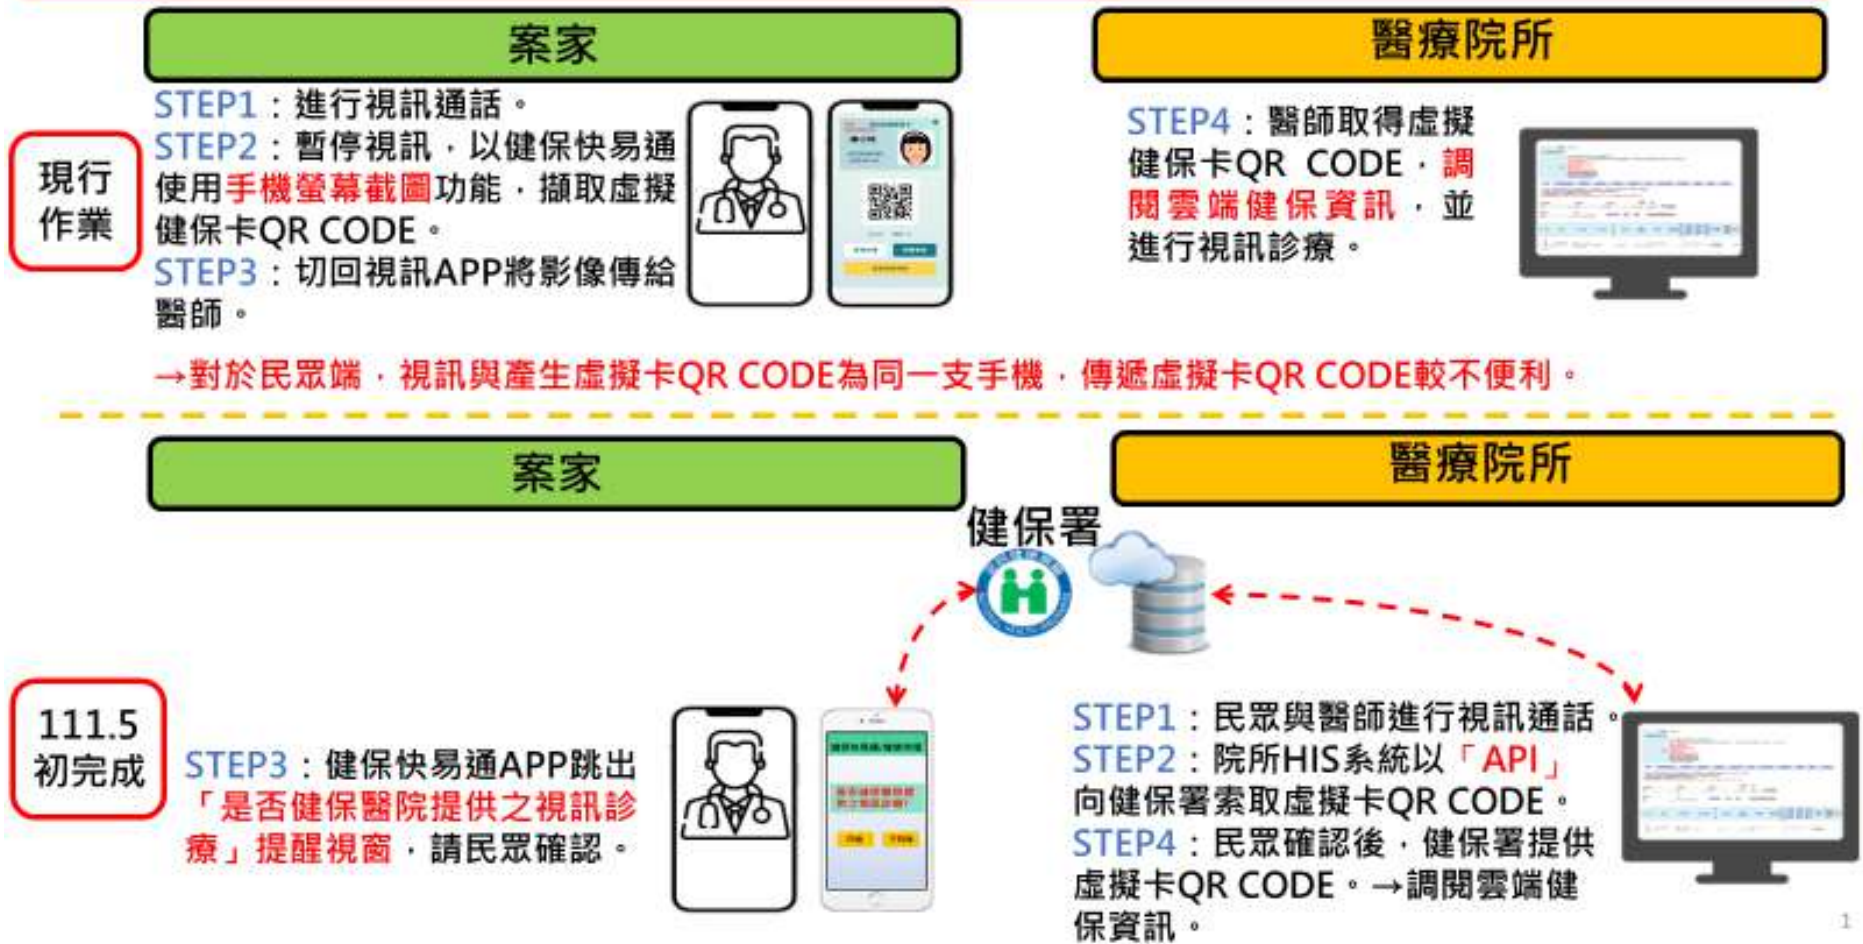 案家
醫療院所
現行
作業
STEP1：進行視訊通話。
STEP2：暫停視訊，以健保快易通
使用手機螢幕截圖功能，擷取虛擬
健保卡QR CODE。
STEP3：切回視訊APP將影像傳給
醫師。
STEP4：醫師取得虛擬
健保卡QR CODE，調
閱雲端健保資訊，並
進行視訊診療。
→對於民眾端，視訊與產生虛擬卡QR CODE為同一支手機，傳遞虛擬卡QR CODE較不便利。
案家
醫療院所
健保署
111.5
初完成
STEP3：健保快易通APP跳出
「是否健保醫院提供之視訊診
療」提醒視窗，請民眾確認。
STEP1：民眾與醫師進行視訊通話。
STEP2：院所HIS系統以「API」
向健保署索取虛擬卡QR CODE。
STEP4：民眾確認後，健保署提供
虛擬卡QR CODE。→調閱雲端健
保資訊。
1